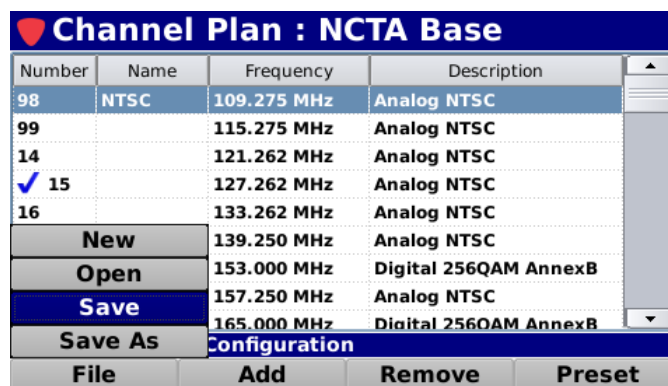 Channel Plan : NCTA Base
Number Name Frequency Description
98 NTSC 109.275 MHz Analog NTSC
99 115.275 MHz Analog NTSC
14 121.262 MHz Analog NTSC
15 127.262 MHz Analog NTSC
16 133.262 MHz Analog NTSC
New 139.250 MHz Analog NTSC
Open 153.000 MHz Digital 256QAM AnnexB
Save 157.250 MHz Analog NTSC
165.000 MHz Digital 256QAM AnnexB
Save As Configuration
File Add Remove Preset